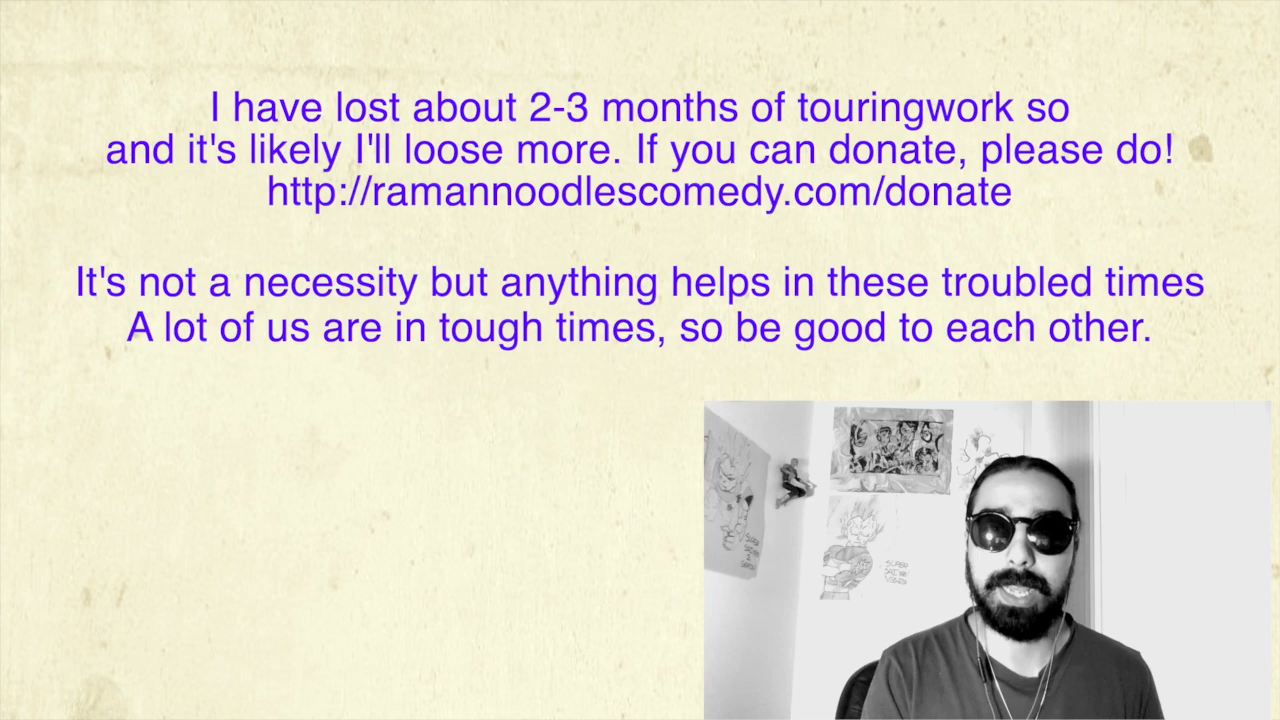 I have lost about 2-3 months of touringwork so
and it's likely I'll loose more. If you can donate, please do!
http://ramannoodlescomedy.com/donate
It's not a necessity but anything helps in these troubled times
A lot of us are in tough times, so be good to each other.
SUPER